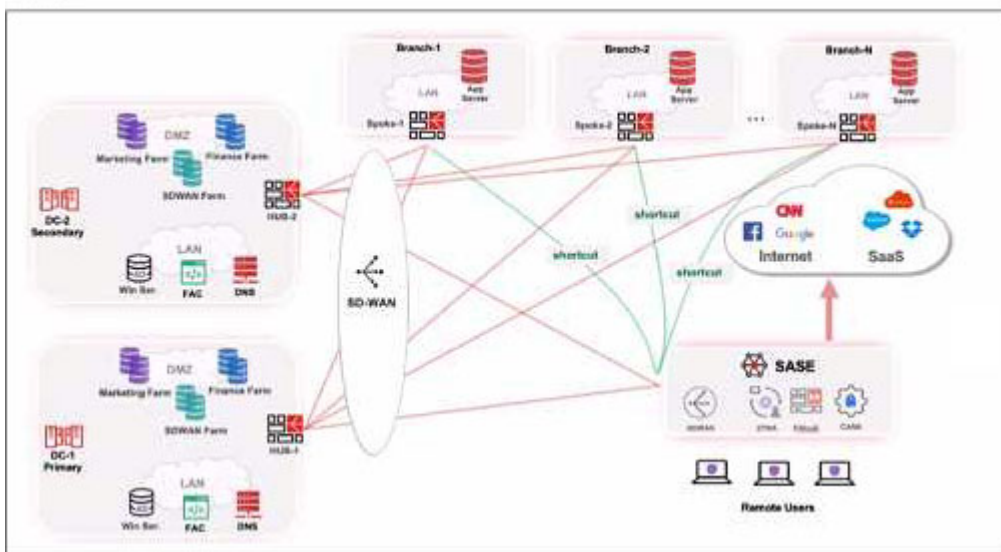 Branch-1
App
Server
LAN
Spoke-1
Branch-2
App
Server
LAN
Spoke-2
...
Branch-N
App
Server
LAN
Spoke-N
DMZ
Marketing Farm
Finance Farm
SDWAN Farm
DC-2
Secondary
HUB-2
LAN
Win Ser
FAC
DNS
SD-WAN
shortcut
shortcut
shortcut
CNN
Google
Internet
SaaS
DMZ
Marketing Farm
Finance Farm
SDWAN Farm
DC-1
Primary
HUB-1
LAN
Win Ser
FAC
DNS
SASE
SDWAN
ZTNA
FWaaS
CASB
Remote Users